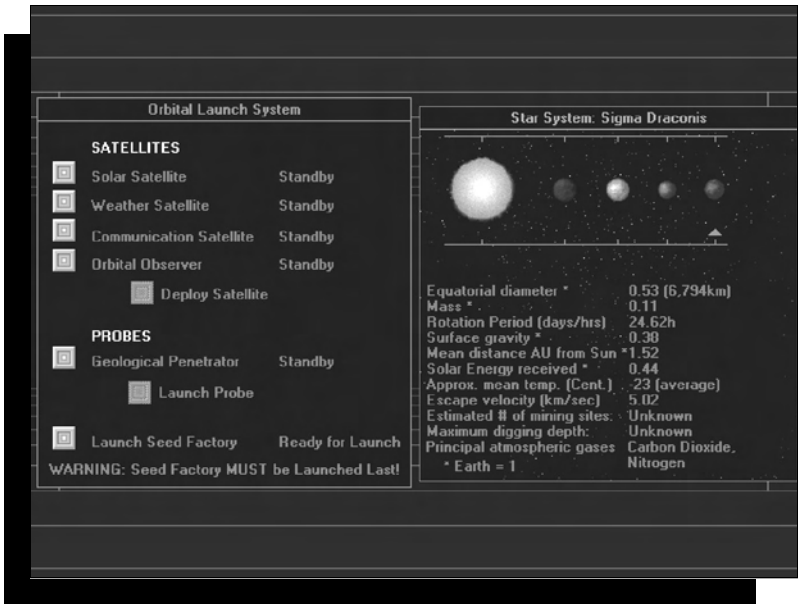 Orbital Launch System
SATELLITES
Solar Satellite Standby
Weather Satellite Standby
Communication Satellite Standby
Orbital Observer Standby
Deploy Satellite
PROBES
Geological Penetrator Standby
Launch Probe
Launch Seed Factory Ready for Launch
WARNING: Seed Factory MUST be Launched Last!
Star System: Sigma Draconis
Equatorial diameter * 0.53 (6,794km)
Mass * 0.11
Rotation Period (days/hrs) 24.62h
Surface gravity * 0.38
Mean distance AU from Sun *1.52
Solar Energy received * 0.44
Approx. mean temp. (Cent.) -23 (average)
Escape velocity (km/sec) 5.02
Estimated # of mining sites: Unknown
Maximum digging depth: Unknown
Principal atmospheric gases Carbon Dioxide,
Nitrogen
* Earth = 1